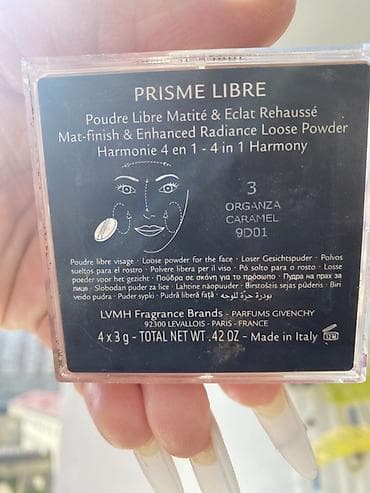 PRISME LIBRE
Poudre Libre Matité & Eclat Rehaussé
Mat-finish & Enhanced Radiance Loose Powder
Harmonie 4 en 1 - 4 in 1 Harmony
3
ORGANZA
CARAMEL
9D01
Poudre libre visage · Loose powder for the face · Loser Gesichtspuder · Polvos
sueltos para el rostro · Polvere libera per il viso · Pó solto para o rosto · Losse
poeder voor het gezicht · Πούδρα σε σκόνη για το πρόσωπο · Пудра на прах за
лице · Slobodan puder za lice · Lahtine näopuuder · Birstošais sejas pūderis · Biri
veido pudra · Puder sypki · Pudră liberă față · بودرة حرّة للوجه
LVMH Fragrance Brands - PARFUMS GIVENCHY
92300 LEVALLOIS - PARIS - FRANCE
4 x 3 g - TOTAL NET WT. .42 OZ - Made in Italy